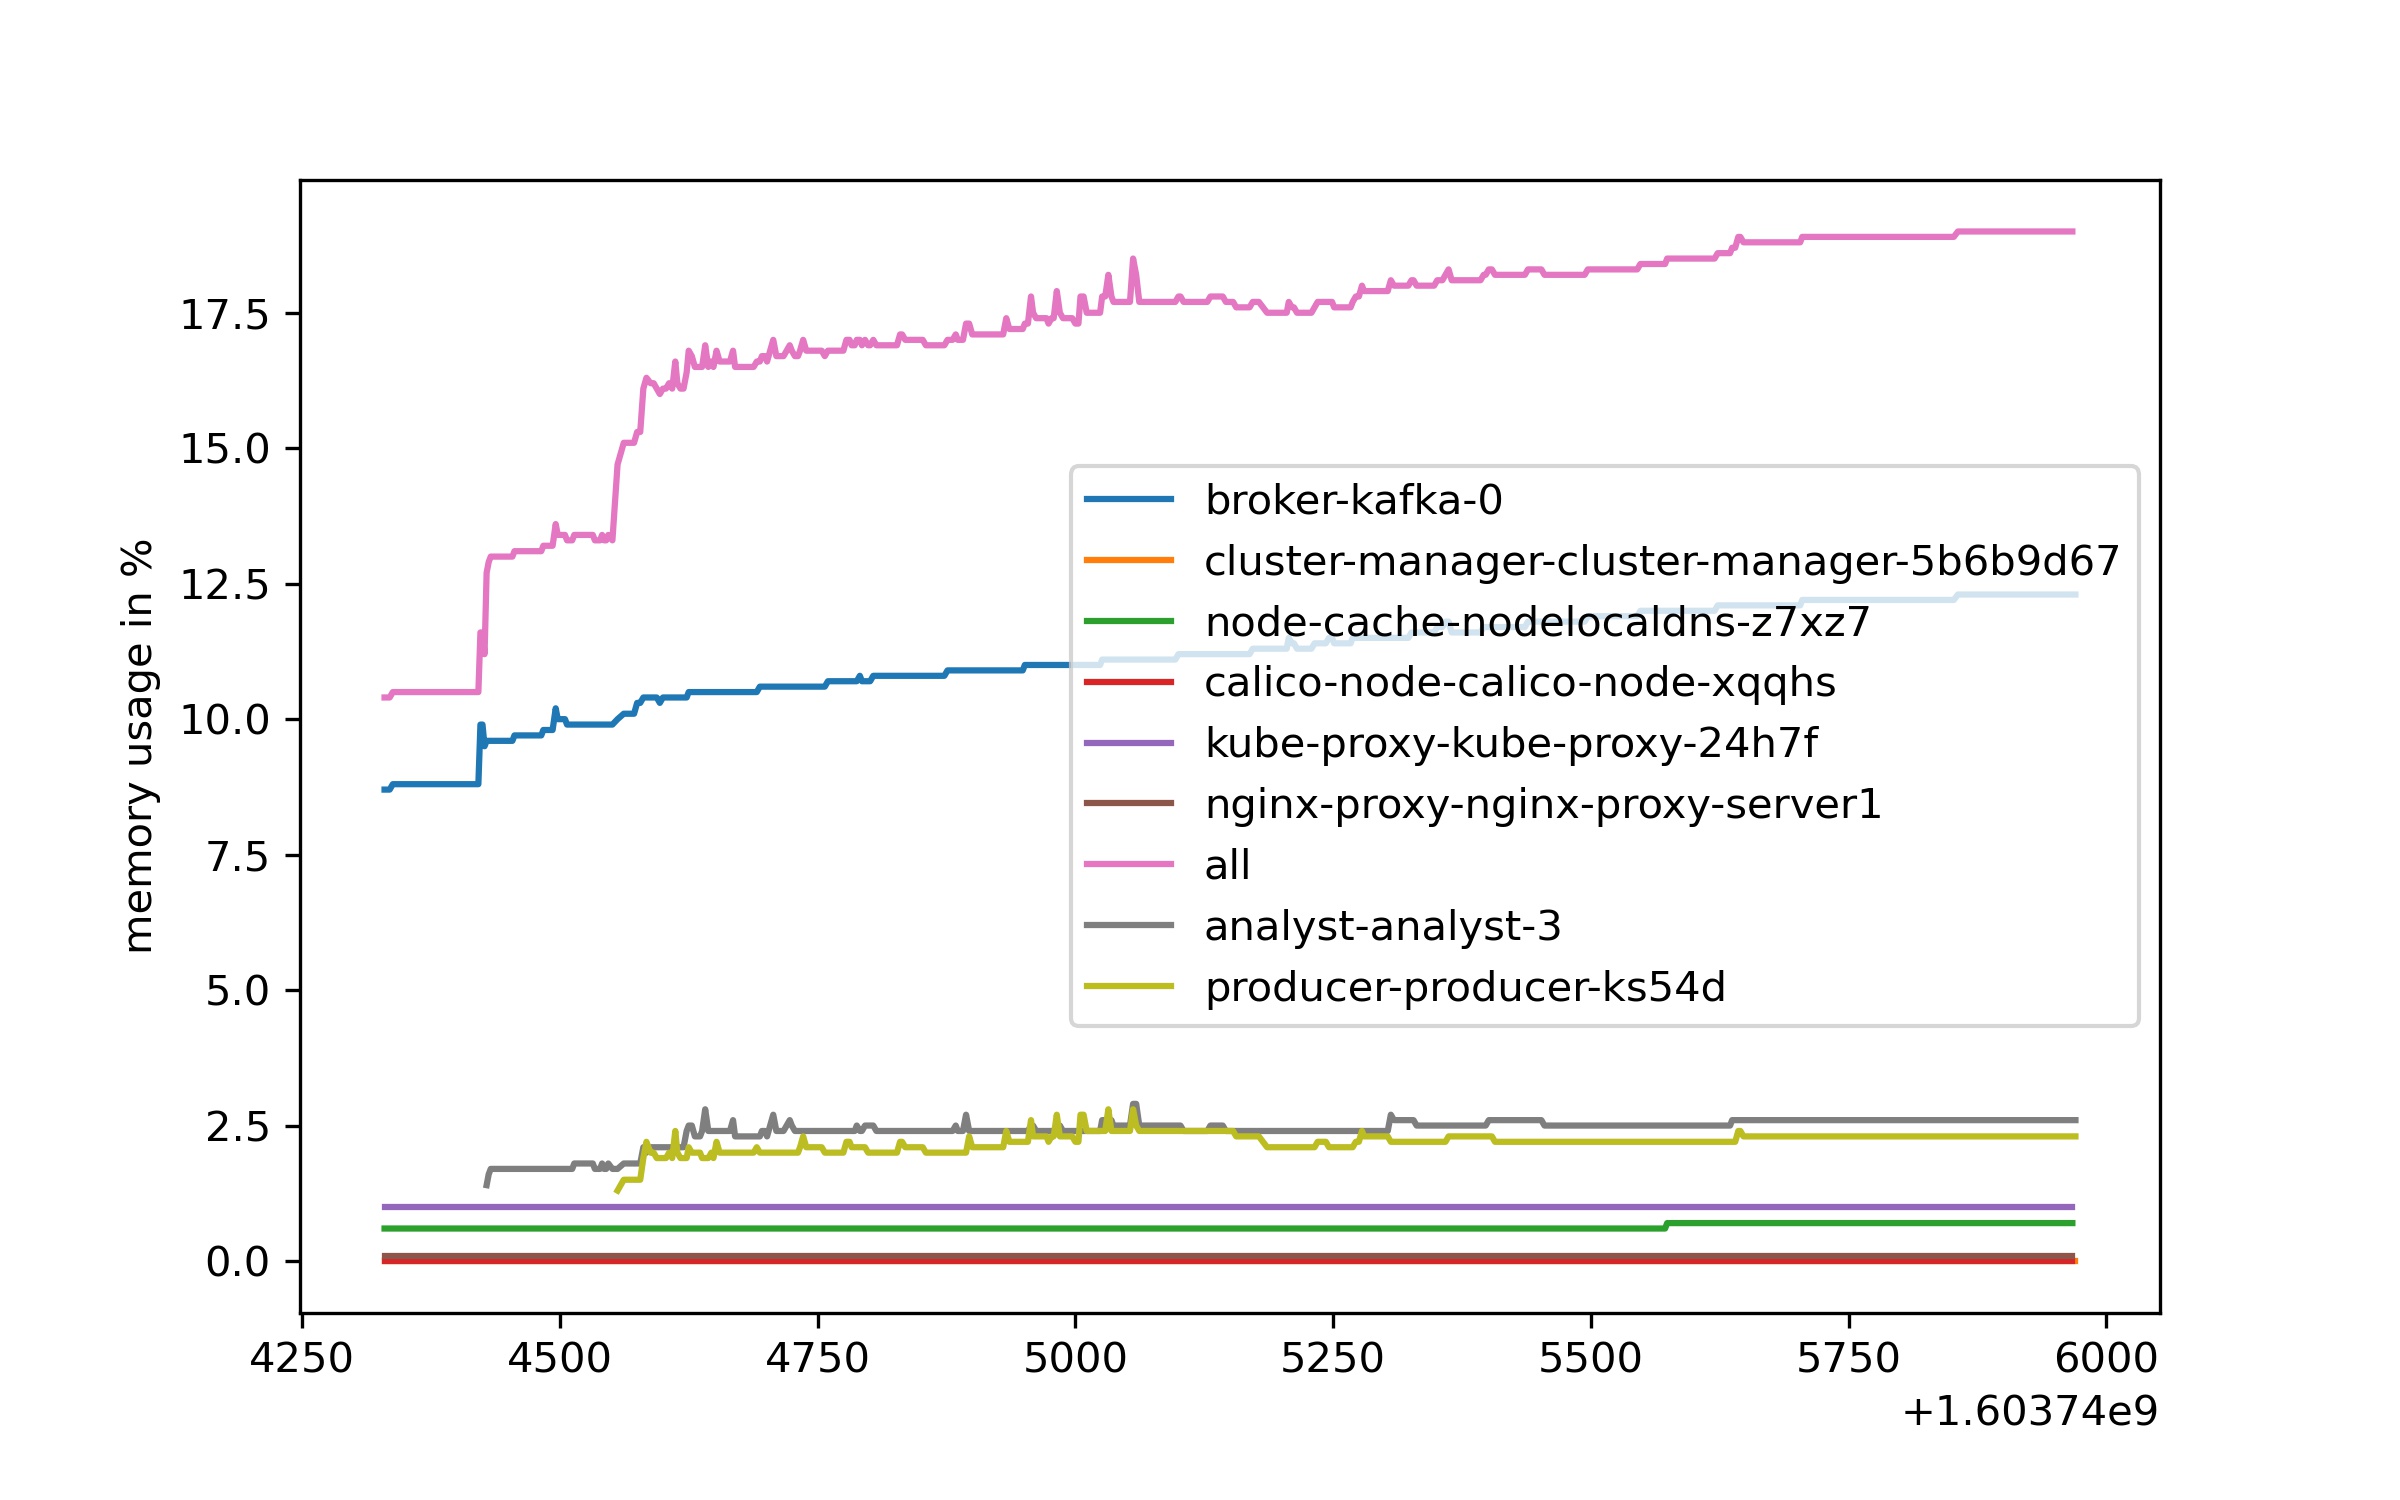 memory usage in %
17.5
15.0
12.5
10.0
7.5
5.0
2.5
0.0
broker-kafka-0
cluster-manager-cluster-manager-5b6b9d67
node-cache-nodelocaldns-z7xz7
calico-node-calico-node-xqqhs
kube-proxy-kube-proxy-24h7f
nginx-proxy-nginx-proxy-server1
all
analyst-analyst-3
producer-producer-ks54d
4250 4500 4750 5000 5250 5500 5750 6000
+1.60374e9